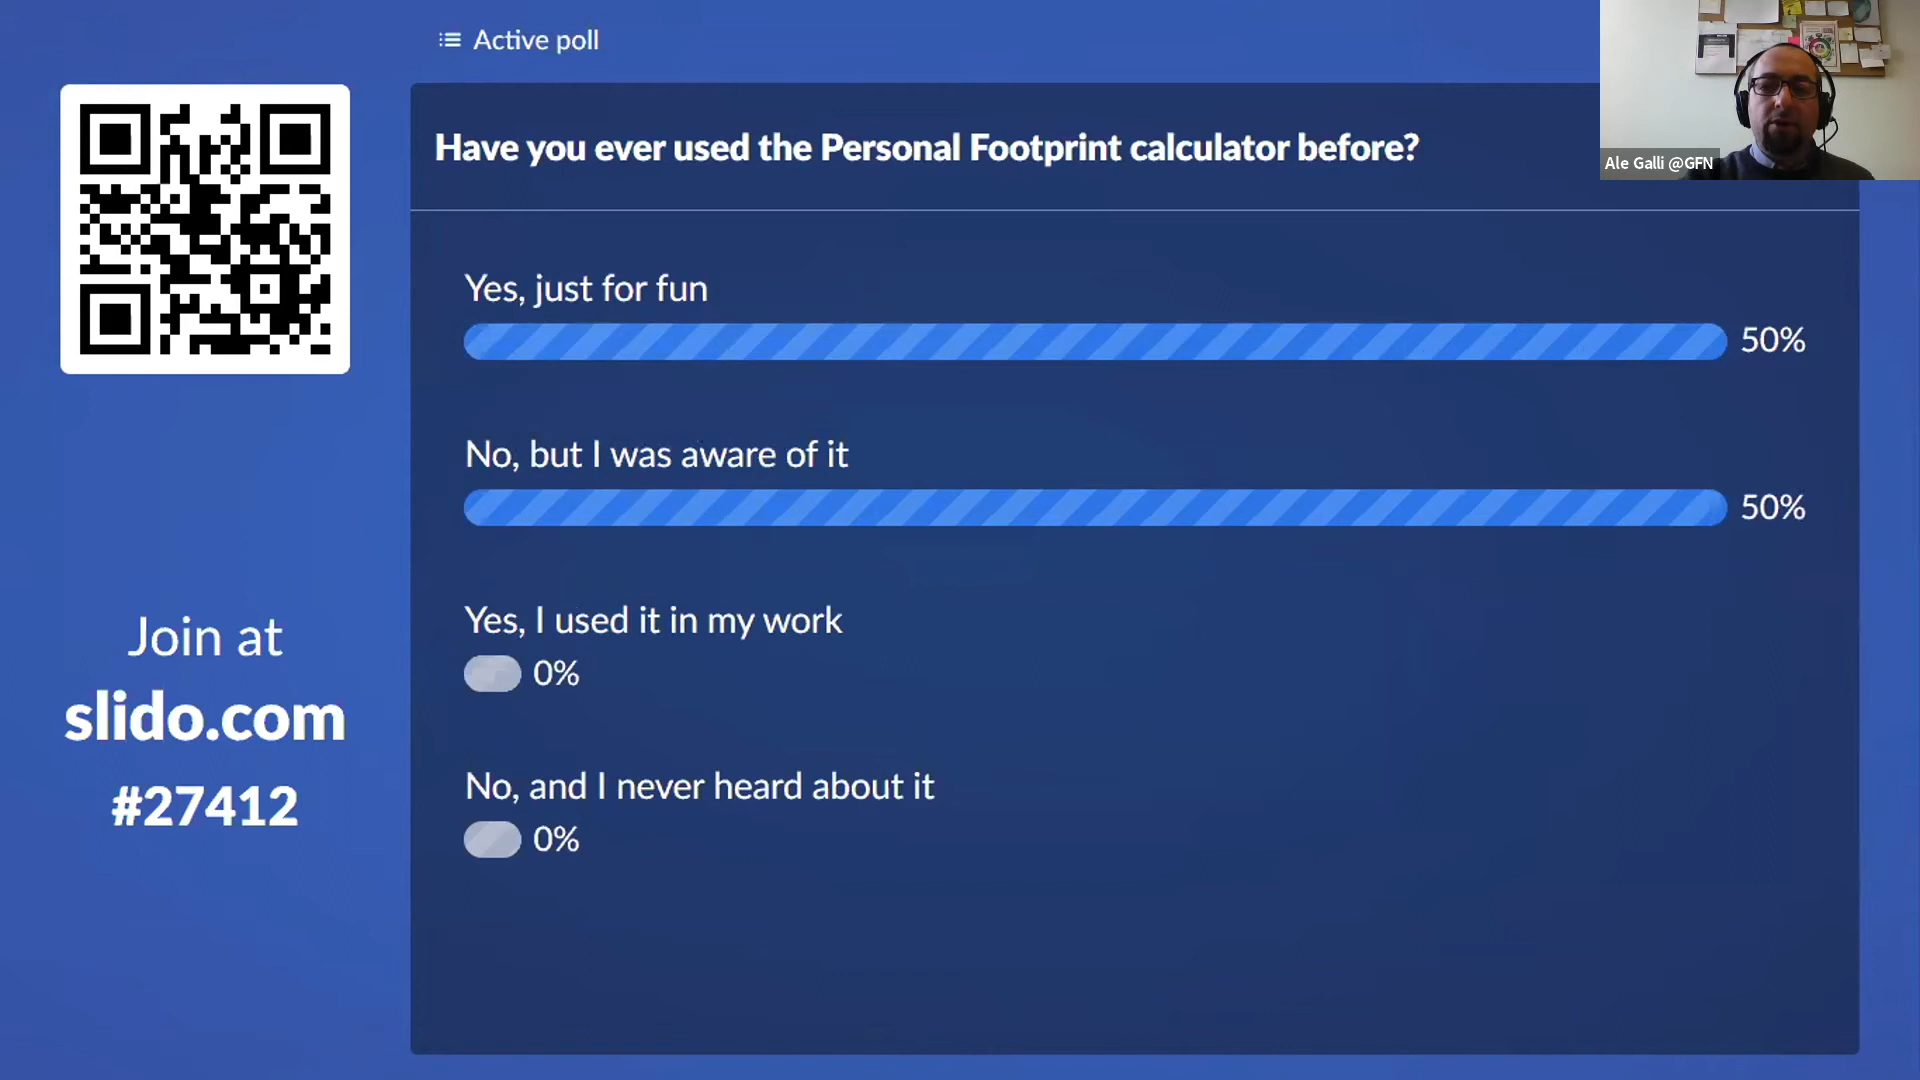 Active poll
Have you ever used the Personal Footprint calculator before?
Ale Galli @GFN
Yes, just for fun
50%
No, but I was aware of it
50%
Yes, I used it in my work
0%
No, and I never heard about it
0%
Join at
slido.com
#27412